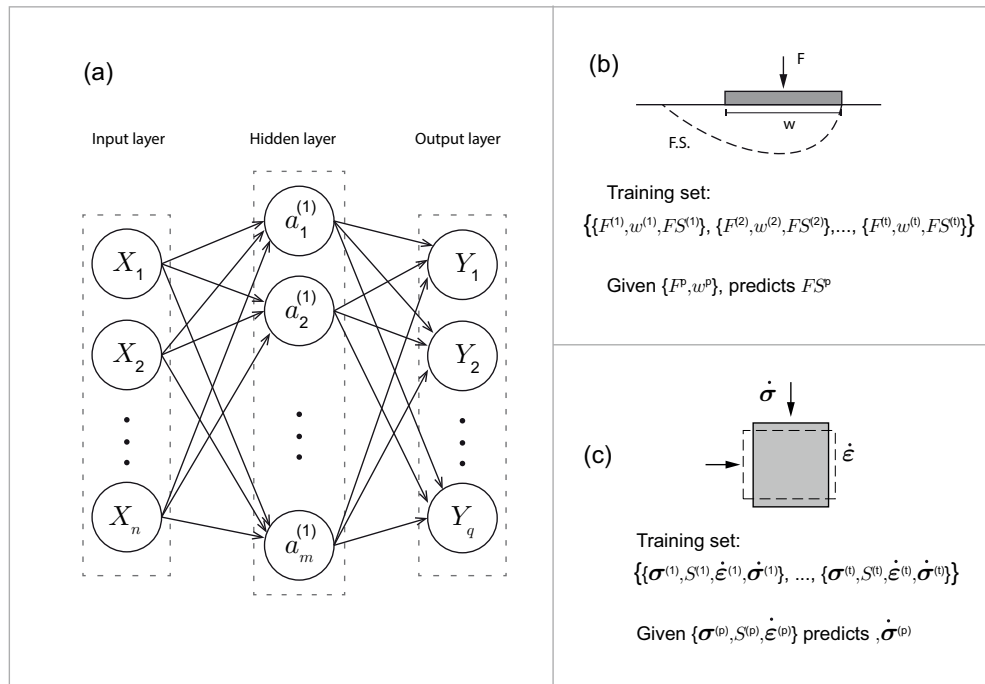 (a)
Input layer
Hidden layer
Output layer
X₁
X₂
Xₙ
a₁⁽¹⁾
a₂⁽¹⁾
aₘ⁽¹⁾
Y₁
Y₂
Y_q
(b)
F
w
F.S.
Training set:
{{F⁽¹⁾,w⁽¹⁾,FS⁽¹⁾}, {F⁽²⁾,w⁽²⁾,FS⁽²⁾},..., {F⁽ᵗ⁾,w⁽ᵗ⁾,FS⁽ᵗ⁾}}
Given {Fᵖ,wᵖ}, predicts FSᵖ
(c)
σ̇
ε̇
Training set:
{{σ⁽¹⁾,S⁽¹⁾,ε̇⁽¹⁾,σ̇⁽¹⁾}, ..., {σ⁽ᵗ⁾,S⁽ᵗ⁾,ε̇⁽ᵗ⁾,σ̇⁽ᵗ⁾}}
Given {σ⁽ᵖ⁾,S⁽ᵖ⁾,ε̇⁽ᵖ⁾} predicts ,σ̇⁽ᵖ⁾